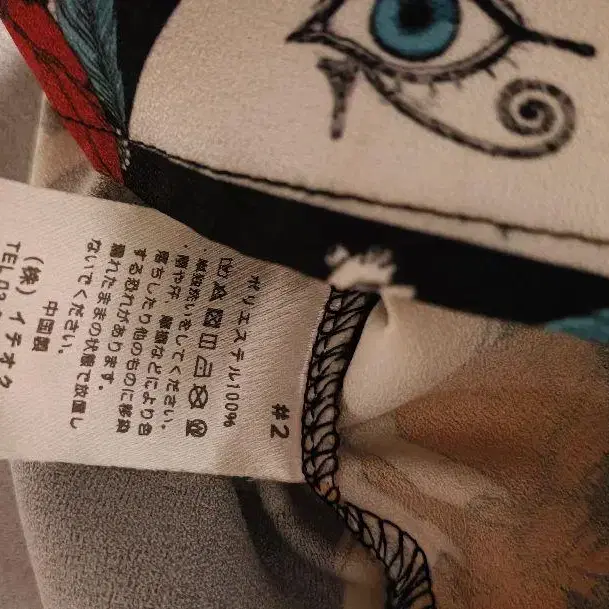 #2
ポリエステル100%
・単独洗いをしてください。
・雨や汗、摩擦などにより色
落ちしたり他のものに移染
する恐れがあります。
濡れたままの状態で放置し
ないでください。
中国製
(株)イチオク
TEL 03